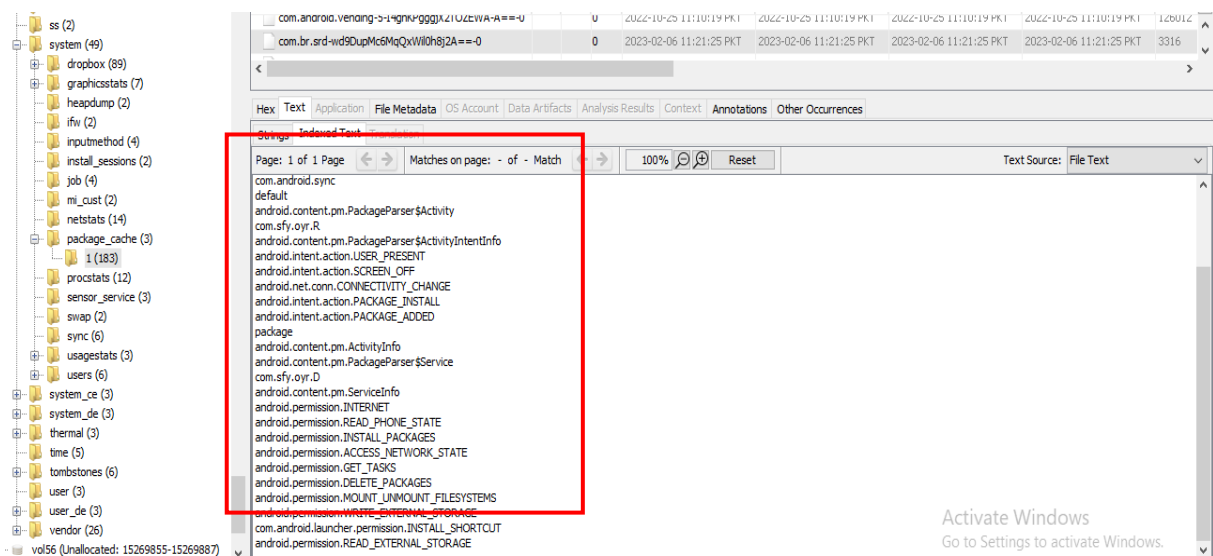 ss (2)
system (49)
dropbox (89)
graphicsstats (7)
heapdump (2)
ifw (2)
inputmethod (4)
install_sessions (2)
job (4)
mi_cust (2)
netstats (14)
package_cache (3)
1 (183)
procstats (12)
sensor_service (3)
swap (2)
sync (6)
usagestats (3)
users (6)
system_ce (3)
system_de (3)
thermal (3)
time (5)
tombstones (6)
user (3)
user_de (3)
vendor (26)
vol56 (Unallocated: 15269855-15269887)
0 2022-10-25 11:10:19 PKT 2022-10-25 11:10:19 PKT 2022-10-25 11:10:19 PKT 2022-10-25 11:10:19 PKT 126012
com.br.srd-wd9DupMc6MqQxWil0h8j2A==-0 0 2023-02-06 11:21:25 PKT 2023-02-06 11:21:25 PKT 2023-02-06 11:21:25 PKT 2023-02-06 11:21:25 PKT 3316
Hex Text Application File Metadata OS Account Data Artifacts Analysis Results Context Annotations Other Occurrences
Strings Indexed Text Translation
Page: 1 of 1 Page Matches on page: - of - Match 100% Reset Text Source: File Text
com.android.sync
default
android.content.pm.PackageParser$Activity
com.sfy.oyr.R
android.content.pm.PackageParser$ActivityIntentInfo
android.intent.action.USER_PRESENT
android.intent.action.SCREEN_OFF
android.net.conn.CONNECTIVITY_CHANGE
android.intent.action.PACKAGE_INSTALL
android.intent.action.PACKAGE_ADDED
package
android.content.pm.ActivityInfo
android.content.pm.PackageParser$Service
com.sfy.oyr.D
android.content.pm.ServiceInfo
android.permission.INTERNET
android.permission.READ_PHONE_STATE
android.permission.INSTALL_PACKAGES
android.permission.ACCESS_NETWORK_STATE
android.permission.GET_TASKS
android.permission.DELETE_PACKAGES
android.permission.MOUNT_UNMOUNT_FILESYSTEMS
android.permission.WRITE_EXTERNAL_STORAGE
com.android.launcher.permission.INSTALL_SHORTCUT
android.permission.READ_EXTERNAL_STORAGE
Activate Windows
Go to Settings to activate Windows.